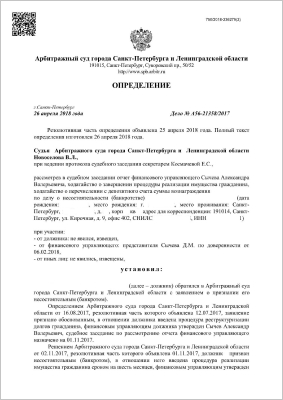 Арбитражный суд города Санкт-Петербурга и Ленинградской области
191015, Санкт-Петербург, Суворовский пр., 50/52
http://www.spb.arbitr.ru
ОПРЕДЕЛЕНИЕ
г.Санкт-Петербург
26 апреля 2018 года Дело № А56-21358/2017
Резолютивная часть определения объявлена 25 апреля 2018 года. Полный текст
определения изготовлен 26 апреля 2018 года.
Судья Арбитражного суда города Санкт-Петербурга и Ленинградской области
Новоселова В.Л.,
при ведении протокола судебного заседания секретарем Космачевой Е.С.,
рассмотрев в судебном заседании отчет финансового управляющего Сычева Александра
Валерьевича, ходатайство о завершении процедуры реализации имущества гражданина,
ходатайство о перечислении с депозитного счета суммы вознаграждения
по делу о несостоятельности (банкротстве) (дата
рождения: , место рождения: г. , место проживания: Санкт-
Петербург, , д. , корп кв адрес для корреспонденции: 191014, Санкт-
Петербург, ул. Кирочная, д. 9, офис 402, СНИЛС , ИНН )
при участии:
- от должника: не явился, извещен,
- от финансового управляющего: представителя Сычева Д.М. по доверенности от
06.02.2018,
- от иных лиц: не явились, извещены,
установил:
(далее – должник) обратился в Арбитражный суд
города Санкт-Петербурга и Ленинградской области с заявлением о признании его
несостоятельным (банкротом).
Определением Арбитражного суда города Санкт-Петербурга и Ленинградской
области от 16.08.2017, резолютивная часть которого объявлена 12.07.2017, заявление
признано обоснованным, в отношении должника введена процедура реструктуризации
долгов гражданина, финансовым управляющим должника утвержден Сычев Александр
Валерьевич, судебное заседание по рассмотрению отчета финансового управляющего
назначено на 01.11.2017.
Решением Арбитражного суда города Санкт-Петербурга и Ленинградской области
от 02.11.2017, резолютивная часть которого объявлена 01.11.2017, должник признан
несостоятельным (банкротом), в отношении него введена процедура реализации
имущества гражданина сроком на шесть месяцев, финансовым управляющим утвержден